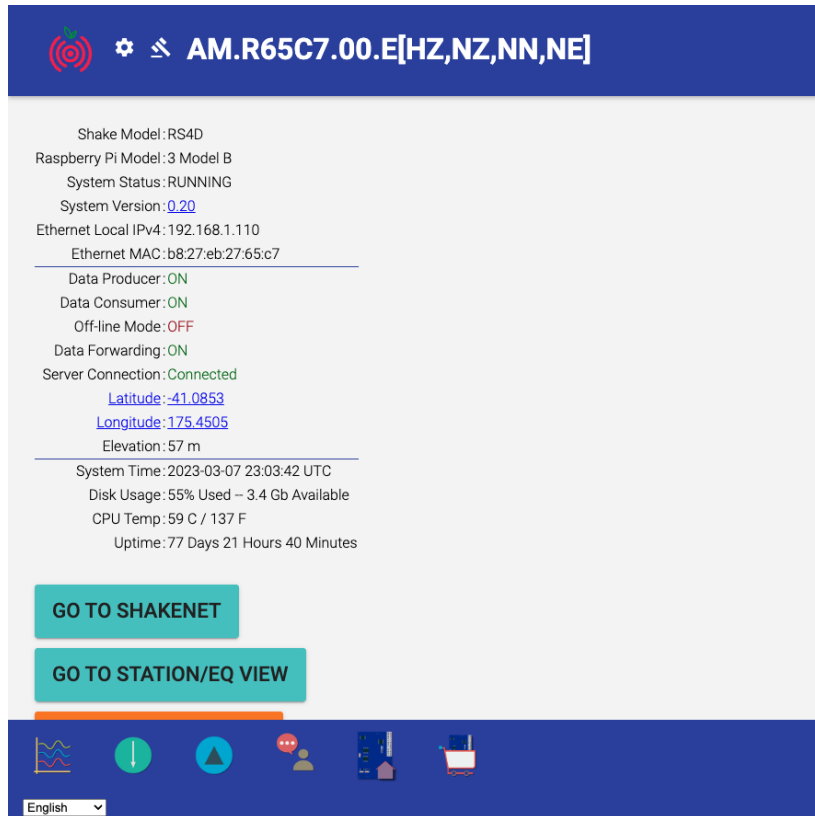 AM.R65C7.00.E[HZ,NZ,NN,NE]
Shake Model: RS4D
Raspberry Pi Model: 3 Model B
System Status: RUNNING
System Version: 0.20
Ethernet Local IPv4: 192.168.1.110
Ethernet MAC: b8:27:eb:27:65:c7
Data Producer: ON
Data Consumer: ON
Off-line Mode: OFF
Data Forwarding: ON
Server Connection: Connected
Latitude: -41.0853
Longitude: 175.4505
Elevation: 57 m
System Time: 2023-03-07 23:03:42 UTC
Disk Usage: 55% Used -- 3.4 Gb Available
CPU Temp: 59 C / 137 F
Uptime: 77 Days 21 Hours 40 Minutes
GO TO SHAKENET
GO TO STATION/EQ VIEW
English